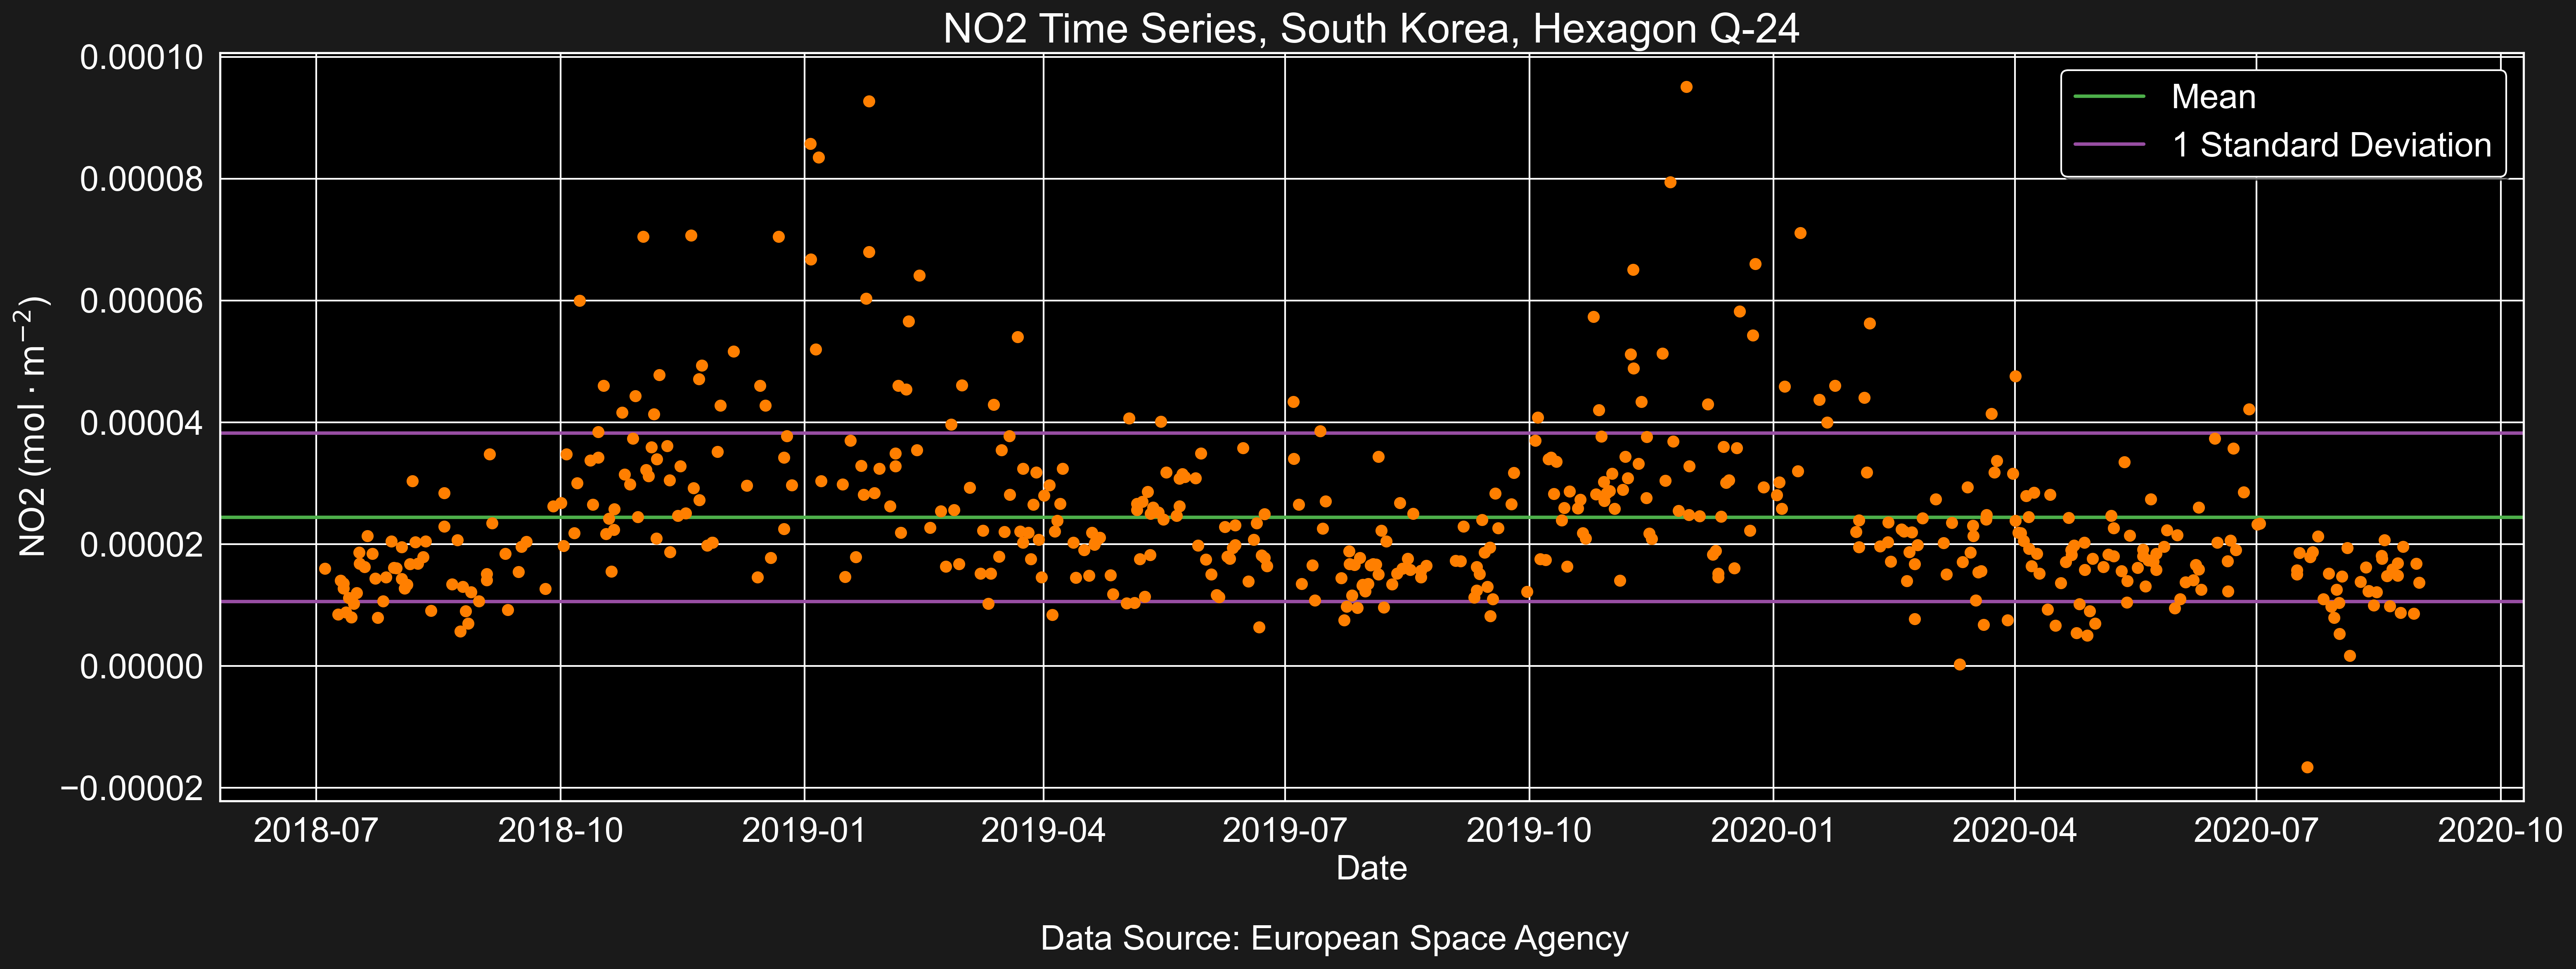 NO2 Time Series, South Korea, Hexagon Q-24
0.00010
0.00008
0.00006
0.00004
0.00002
0.00000
−0.00002
NO2 (mol · m⁻²)
Mean
1 Standard Deviation
2018-07 2018-10 2019-01 2019-04 2019-07 2019-10 2020-01 2020-04 2020-07 2020-10
Date
Data Source: European Space Agency